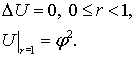 ΔU = 0, 0 ≤ r < 1,
U|_{r=1} = φ².